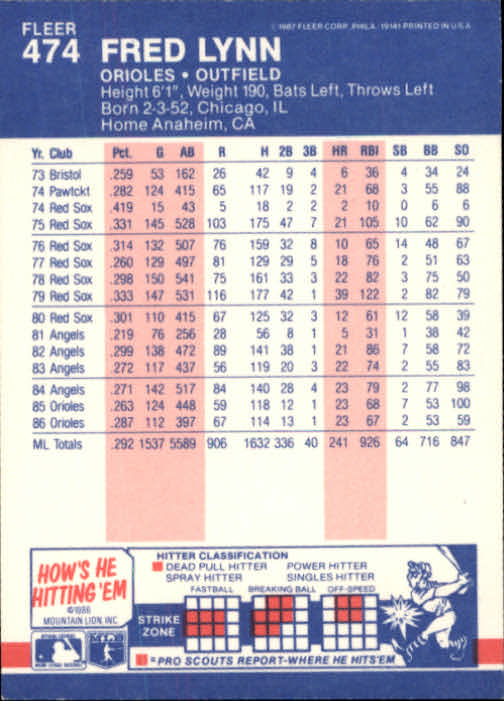 FLEER
474 FRED LYNN
© 1987 FLEER CORP., PHILA. 19141 PRINTED IN U.S.A.
ORIOLES • OUTFIELD
Height 6'1", Weight 190, Bats Left, Throws Left
Born 2-3-52, Chicago, IL
Home Anaheim, CA
Yr. Club Pct. G AB R H 2B 3B HR RBI SB BB SO
73 Bristol .259 53 162 26 42 9 4 6 36 4 34 24
74 Pawtckt .282 124 415 65 117 19 2 21 68 3 55 88
74 Red Sox .419 15 43 5 18 2 2 2 10 0 6 6
75 Red Sox .331 145 528 103 175 47 7 21 105 10 62 90
76 Red Sox .314 132 507 76 159 32 8 10 65 14 48 67
77 Red Sox .260 129 497 81 129 29 5 18 76 2 51 63
78 Red Sox .298 150 541 75 161 33 3 22 82 3 75 50
79 Red Sox .333 147 531 116 177 42 1 39 122 2 82 79
80 Red Sox .301 110 415 67 125 32 3 12 61 12 58 39
81 Angels .219 76 256 28 56 8 1 5 31 1 38 42
82 Angels .299 138 472 89 141 38 1 21 86 7 58 72
83 Angels .272 117 437 56 119 20 3 22 74 2 55 83
84 Angels .271 142 517 84 140 28 4 23 79 2 77 98
85 Orioles .263 124 448 59 118 12 1 23 68 7 53 100
86 Orioles .287 112 397 67 114 13 1 23 67 2 53 59
ML Totals .292 1537 5589 906 1632 336 40 241 926 64 716 847
HOW'S HE
HITTING 'EM
© 1986
MOUNTAIN LION, INC
HITTER CLASSIFICATION
DEAD PULL HITTER POWER HITTER
SPRAY HITTER SINGLES HITTER
FASTBALL BREAKING BALL OFF-SPEED
STRIKE
ZONE
= "PRO SCOUTS REPORT-WHERE HE HITS'EM